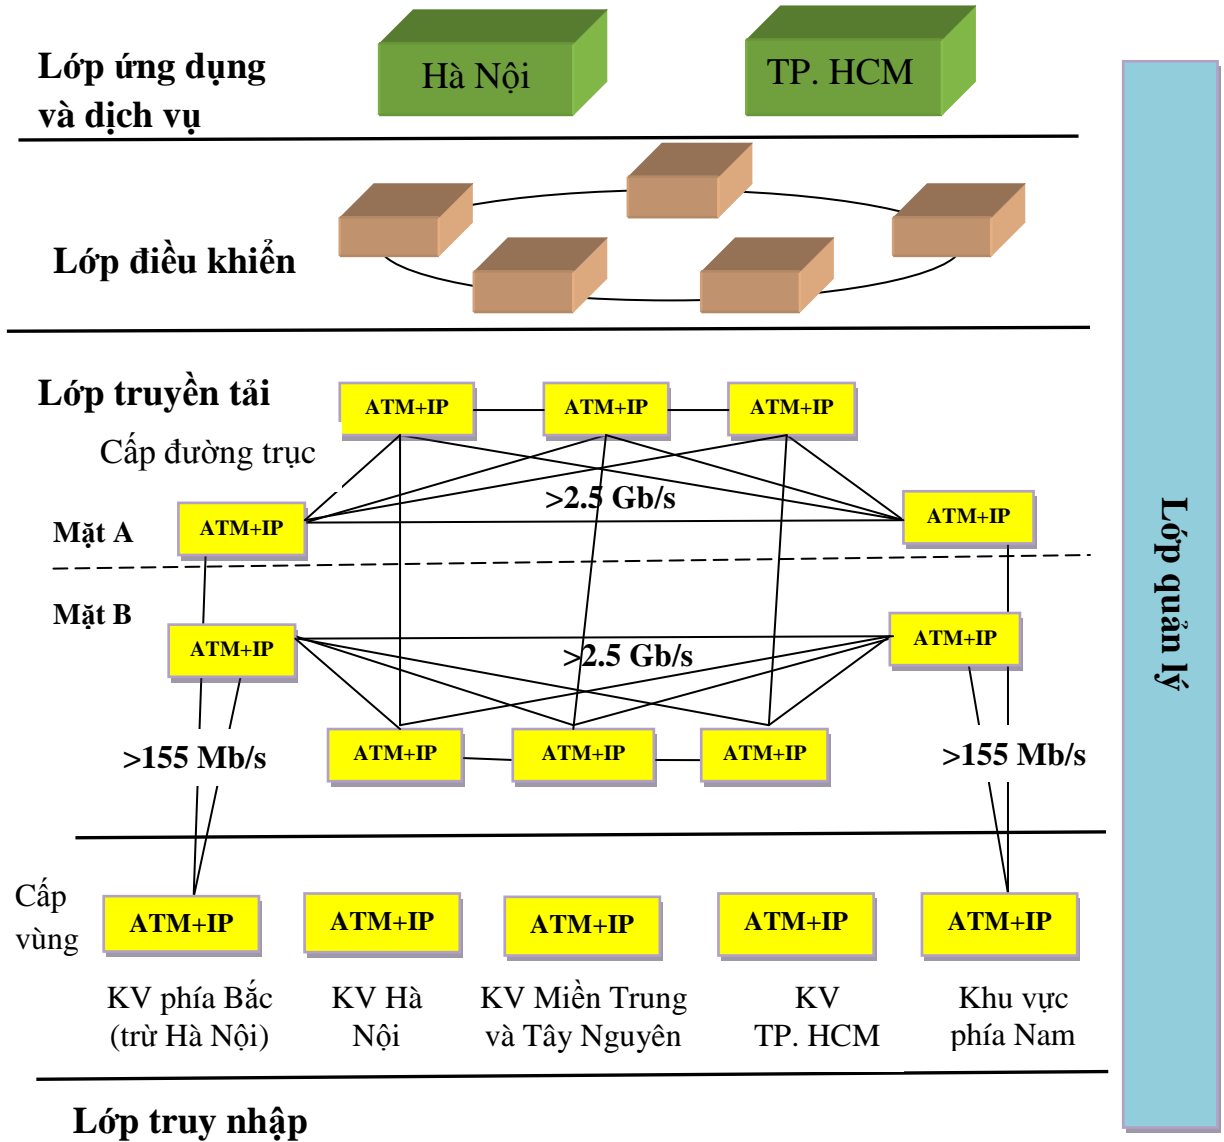 Lớp ứng dụng
và dịch vụ
Hà Nội
TP. HCM
Lớp điều khiển
Lớp truyền tải
Cấp đường trục
ATM+IP
ATM+IP
ATM+IP
>2.5 Gb/s
ATM+IP
ATM+IP
Mặt A
Mặt B
ATM+IP
ATM+IP
>2.5 Gb/s
ATM+IP
ATM+IP
ATM+IP
>155 Mb/s
>155 Mb/s
Cấp
vùng
ATM+IP
ATM+IP
ATM+IP
ATM+IP
ATM+IP
KV phía Bắc
(trừ Hà Nội)
KV Hà
Nội
KV Miền Trung
và Tây Nguyên
KV
TP. HCM
Khu vực
phía Nam
Lớp truy nhập
Lớp quản lý